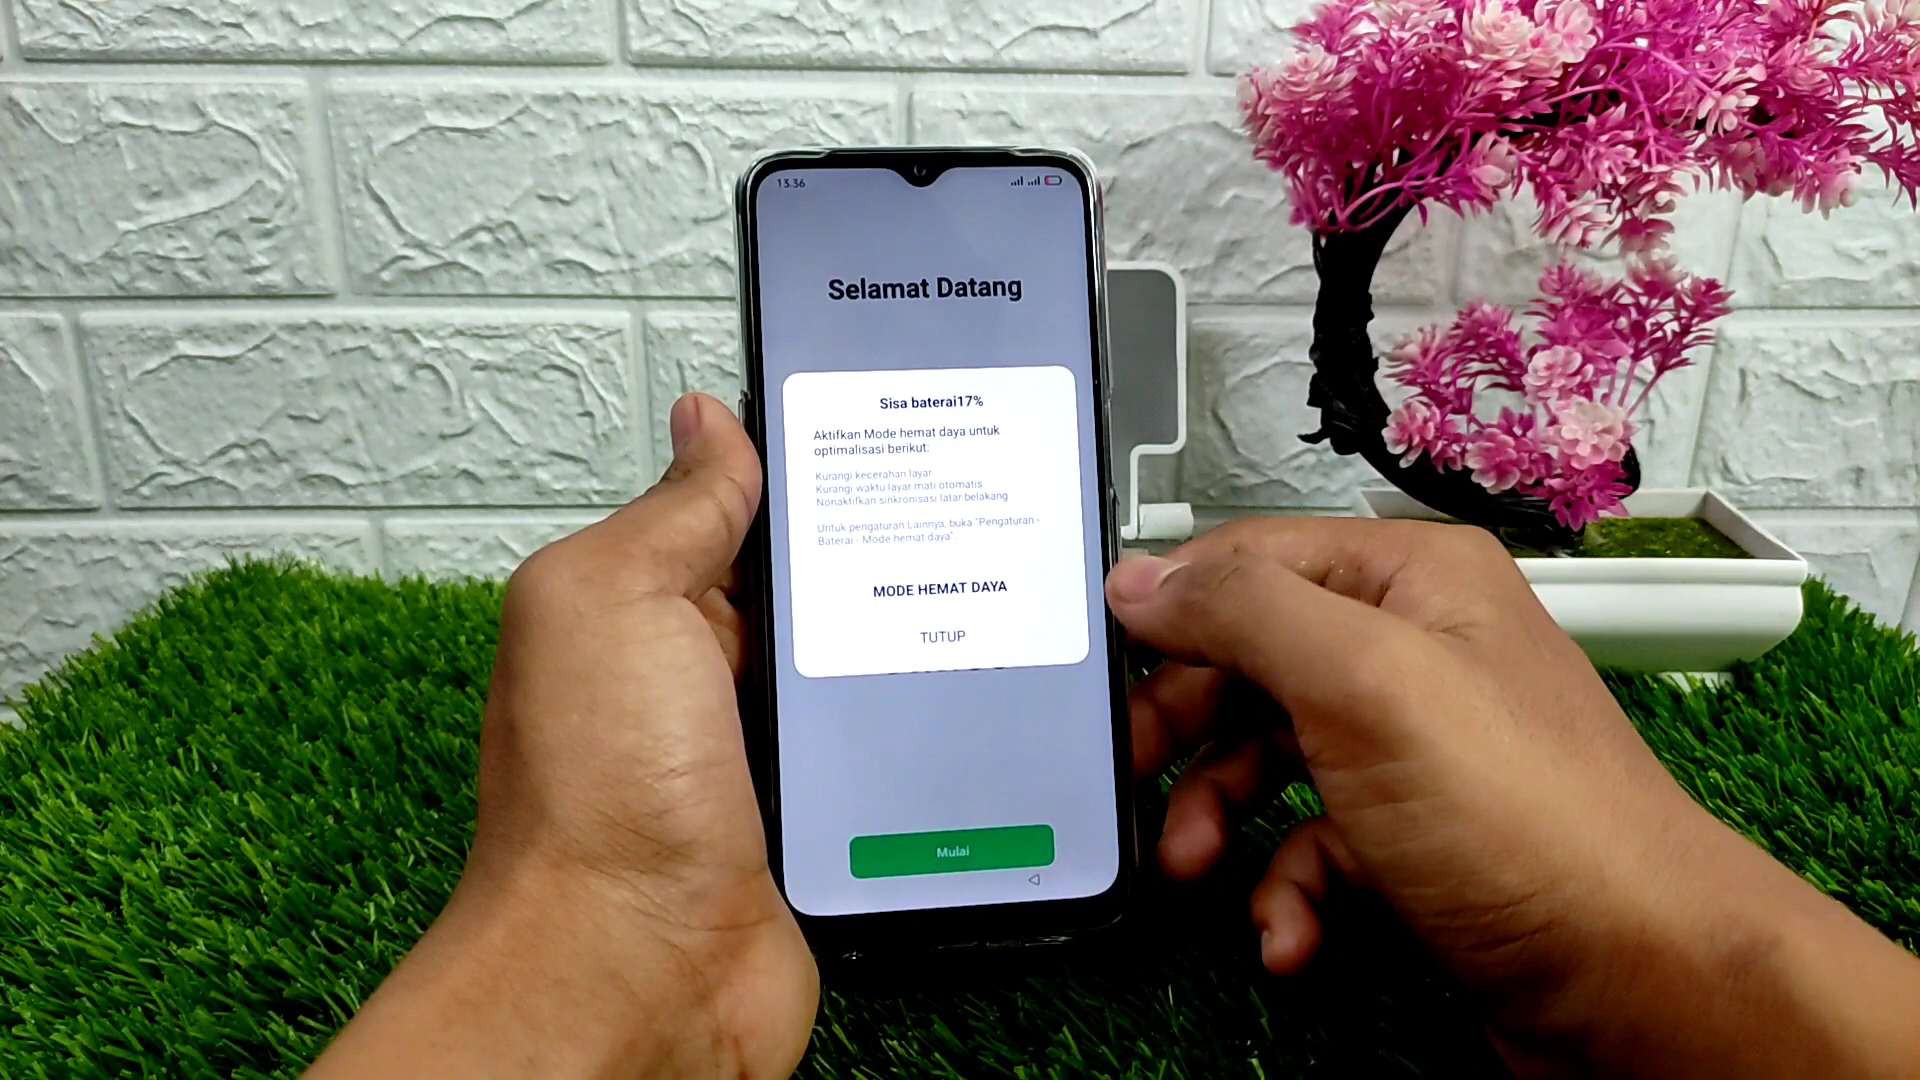 13.36
Selamat Datang
Sisa baterai17%
Aktifkan Mode hemat daya untuk
optimalisasi berikut:
Kurangi kecerahan layar
Kurangi waktu layar mati otomatis
Nonaktifkan sinkronisasi latar belakang
Untuk pengaturan Lainnya, buka "Pengaturan -
Baterai - Mode hemat daya".
MODE HEMAT DAYA
TUTUP
Mulai